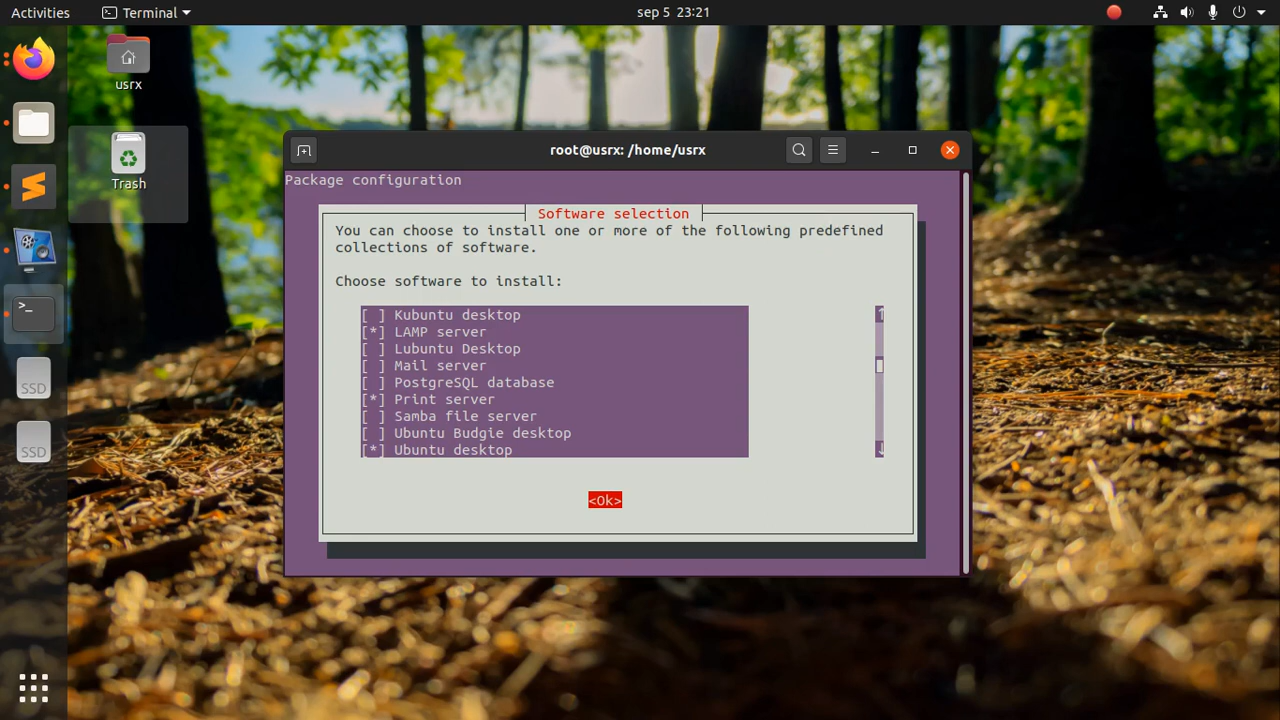 Activities
Terminal
sep 5 23:21
usrx
Trash
SSD
SSD
root@usrx: /home/usrx
Package configuration
Software selection
You can choose to install one or more of the following predefined
collections of software.
Choose software to install:
[ ] Kubuntu desktop
[*] LAMP server
[ ] Lubuntu Desktop
[ ] Mail server
[ ] PostgreSQL database
[*] Print server
[ ] Samba file server
[ ] Ubuntu Budgie desktop
[*] Ubuntu desktop
<Ok>